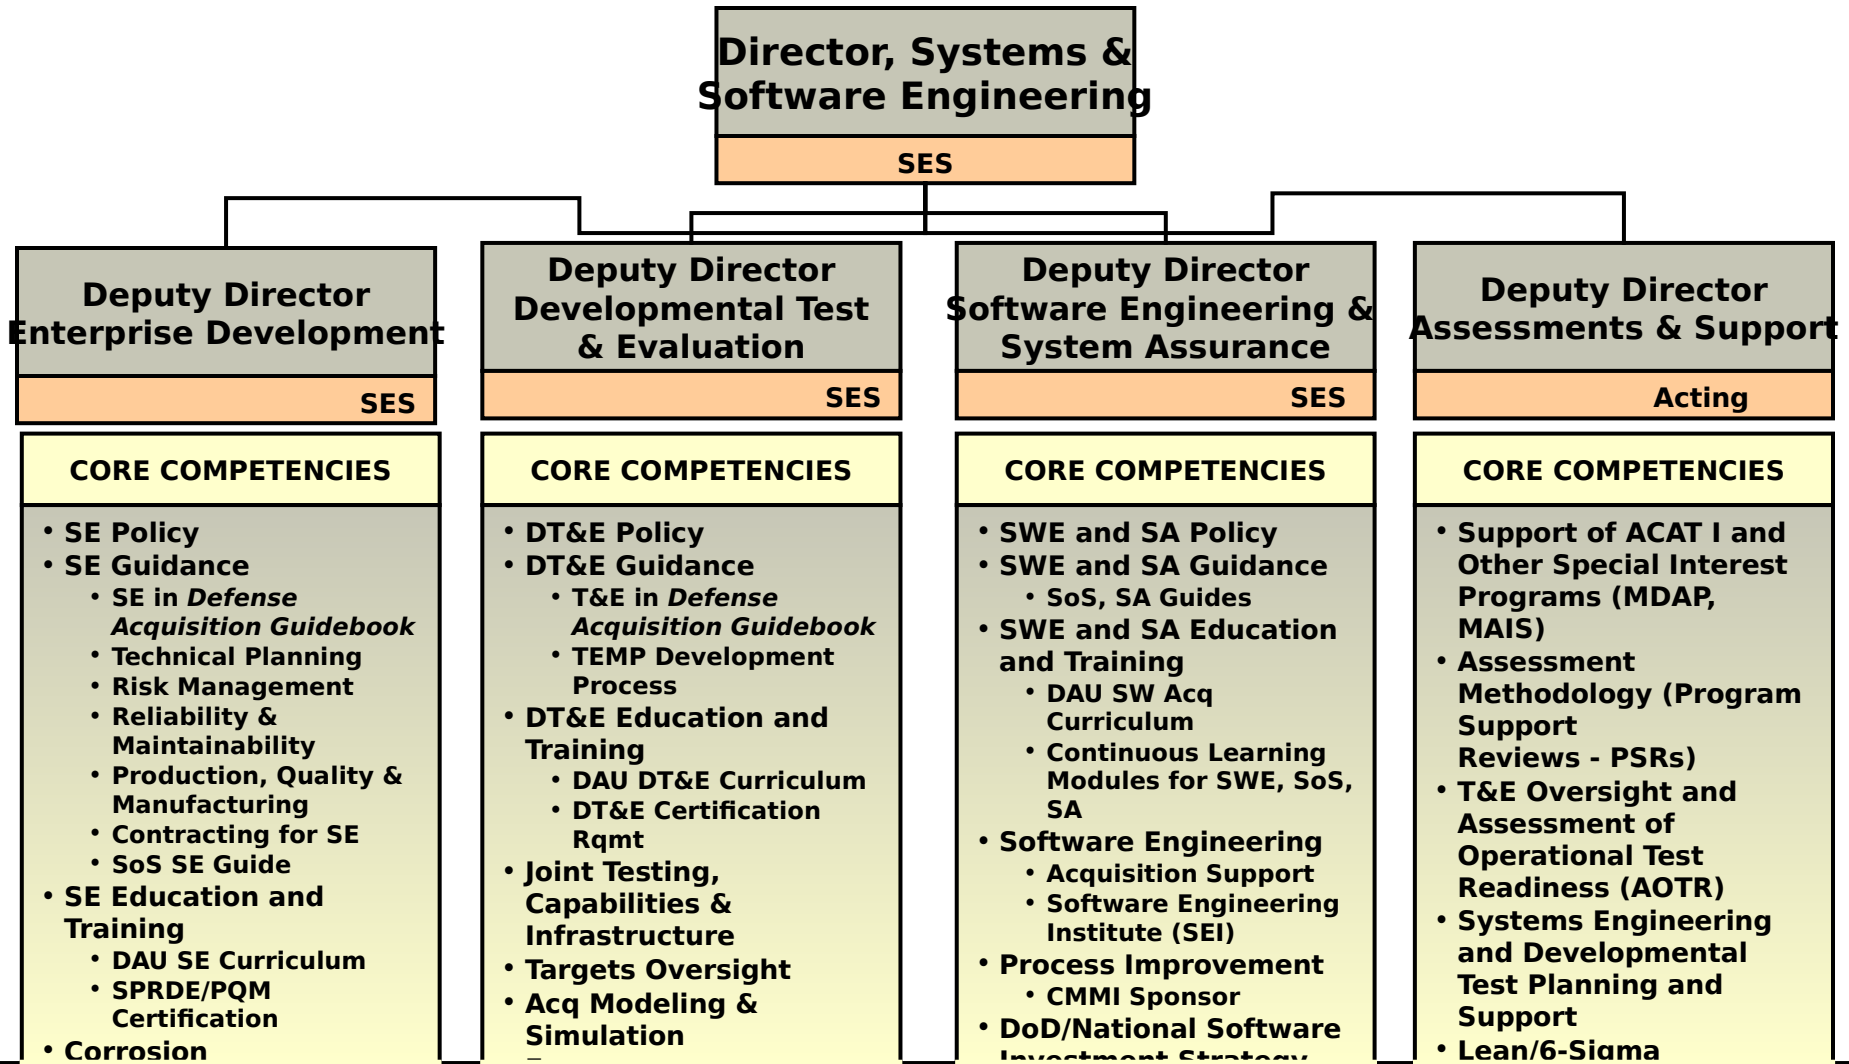 Director, Systems &
Software Engineering
SES
Deputy Director
Enterprise Development
SES
Deputy Director
Developmental Test
& Evaluation
SES
Deputy Director
Software Engineering &
System Assurance
SES
Deputy Director
Assessments & Support
Acting
CORE COMPETENCIES
• SE Policy
• SE Guidance
• SE in Defense
Acquisition Guidebook
• Technical Planning
• Risk Management
• Reliability &
Maintainability
• Production, Quality &
Manufacturing
• Contracting for SE
• SoS SE Guide
• SE Education and
Training
• DAU SE Curriculum
• SPRDE/PQM
Certification
• Corrosion
CORE COMPETENCIES
• DT&E Policy
• DT&E Guidance
• T&E in Defense
Acquisition Guidebook
• TEMP Development
Process
• DT&E Education and
Training
• DAU DT&E Curriculum
• DT&E Certification
Rqmt
• Joint Testing,
Capabilities &
Infrastructure
• Targets Oversight
• Acq Modeling &
Simulation
CORE COMPETENCIES
• SWE and SA Policy
• SWE and SA Guidance
• SoS, SA Guides
• SWE and SA Education
and Training
• DAU SW Acq
Curriculum
• Continuous Learning
Modules for SWE, SoS,
SA
• Software Engineering
• Acquisition Support
• Software Engineering
Institute (SEI)
• Process Improvement
• CMMI Sponsor
• DoD/National Software
Investment Strategy
CORE COMPETENCIES
• Support of ACAT I and
Other Special Interest
Programs (MDAP,
MAIS)
• Assessment
Methodology (Program
Support
Reviews - PSRs)
• T&E Oversight and
Assessment of
Operational Test
Readiness (AOTR)
• Systems Engineering
and Developmental
Test Planning and
Support
• Lean/6-Sigma